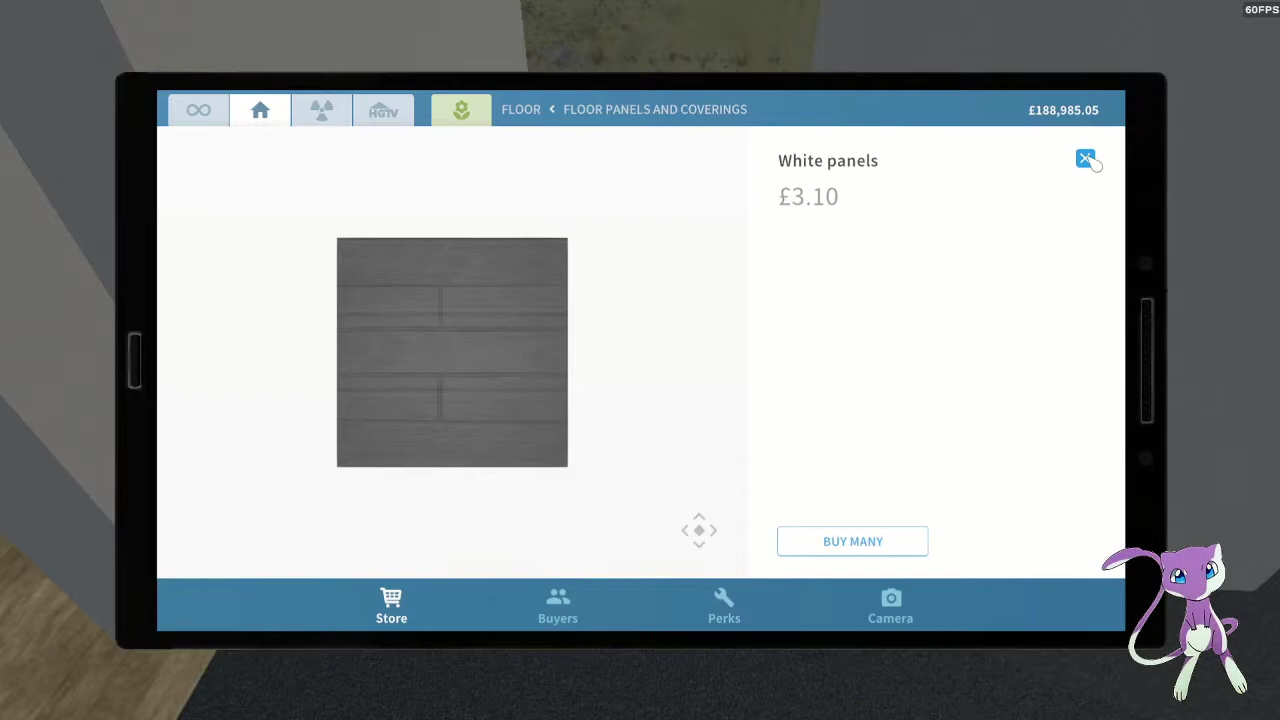 60FPS
HGTV
FLOOR < FLOOR PANELS AND COVERINGS
£188,985.05
White panels
£3.10
BUY MANY
Store
Buyers
Perks
Camera